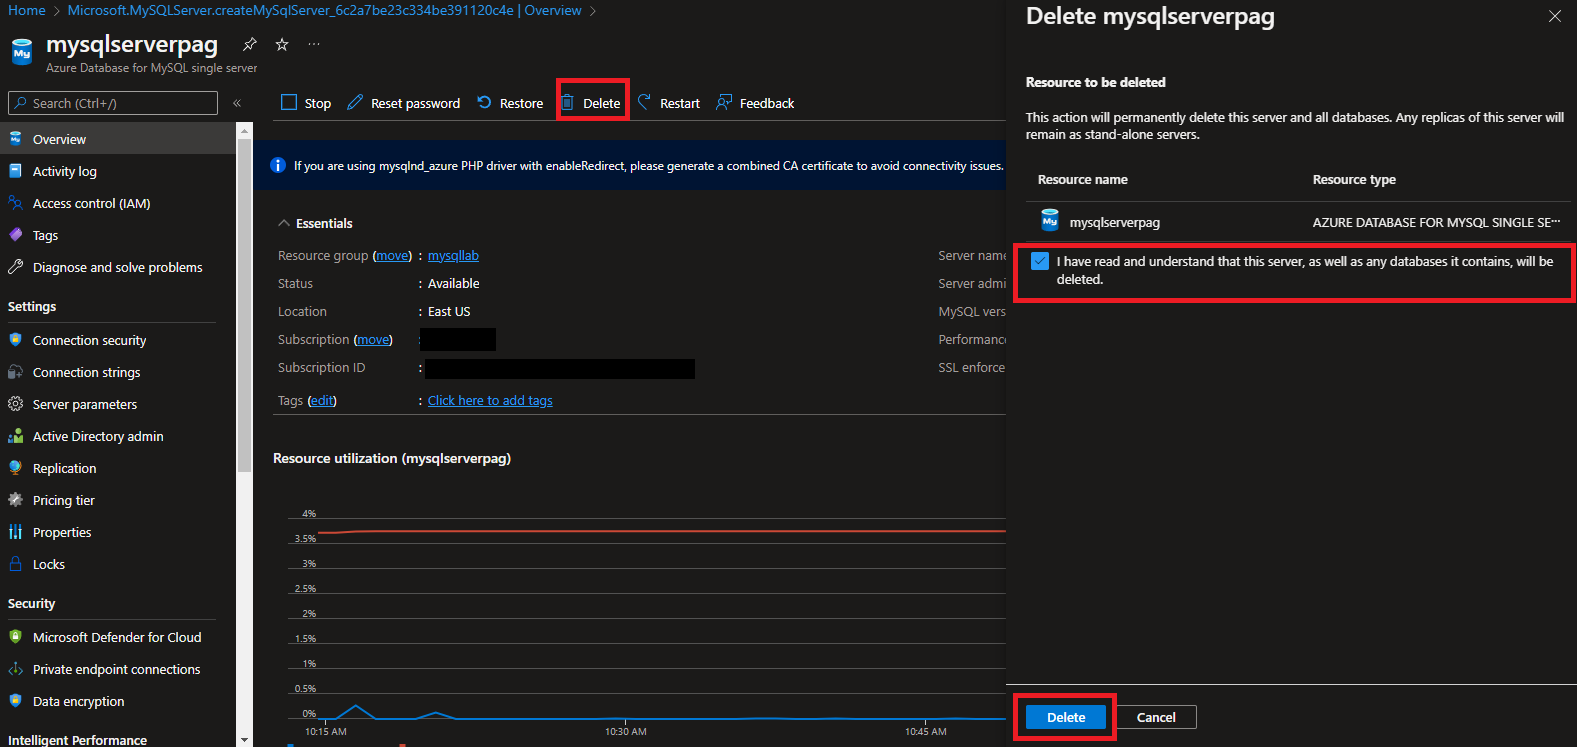 Home > Microsoft.MySQLServer.createMySqlServer_6c2a7be23c334be391120c4e | Overview >
mysqlserverpag
Azure Database for MySQL single server
Search (Ctrl+/)
Overview
Activity log
Access control (IAM)
Tags
Diagnose and solve problems
Settings
Connection security
Connection strings
Server parameters
Active Directory admin
Replication
Pricing tier
Properties
Locks
Security
Microsoft Defender for Cloud
Private endpoint connections
Data encryption
Intelligent Performance
Stop Reset password Restore Delete Restart Feedback
If you are using mysqlnd_azure PHP driver with enableRedirect, please generate a combined CA certificate to avoid connectivity issues.
Essentials
Resource group (move) : mysqllab
Status : Available
Location : East US
Subscription (move) :
Subscription ID :
Tags (edit) : Click here to add tags
Server name
Server admi
MySQL vers
Performance
SSL enforce
Resource utilization (mysqlserverpag)
4%
3.5%
3%
2.5%
2%
1.5%
1%
0.5%
0%
10:15 AM 10:30 AM 10:45 AM
Delete mysqlserverpag
Resource to be deleted
This action will permanently delete this server and all databases. Any replicas of this server will
remain as stand-alone servers.
Resource name Resource type
mysqlserverpag AZURE DATABASE FOR MYSQL SINGLE SE···
I have read and understand that this server, as well as any databases it contains, will be
deleted.
Delete Cancel